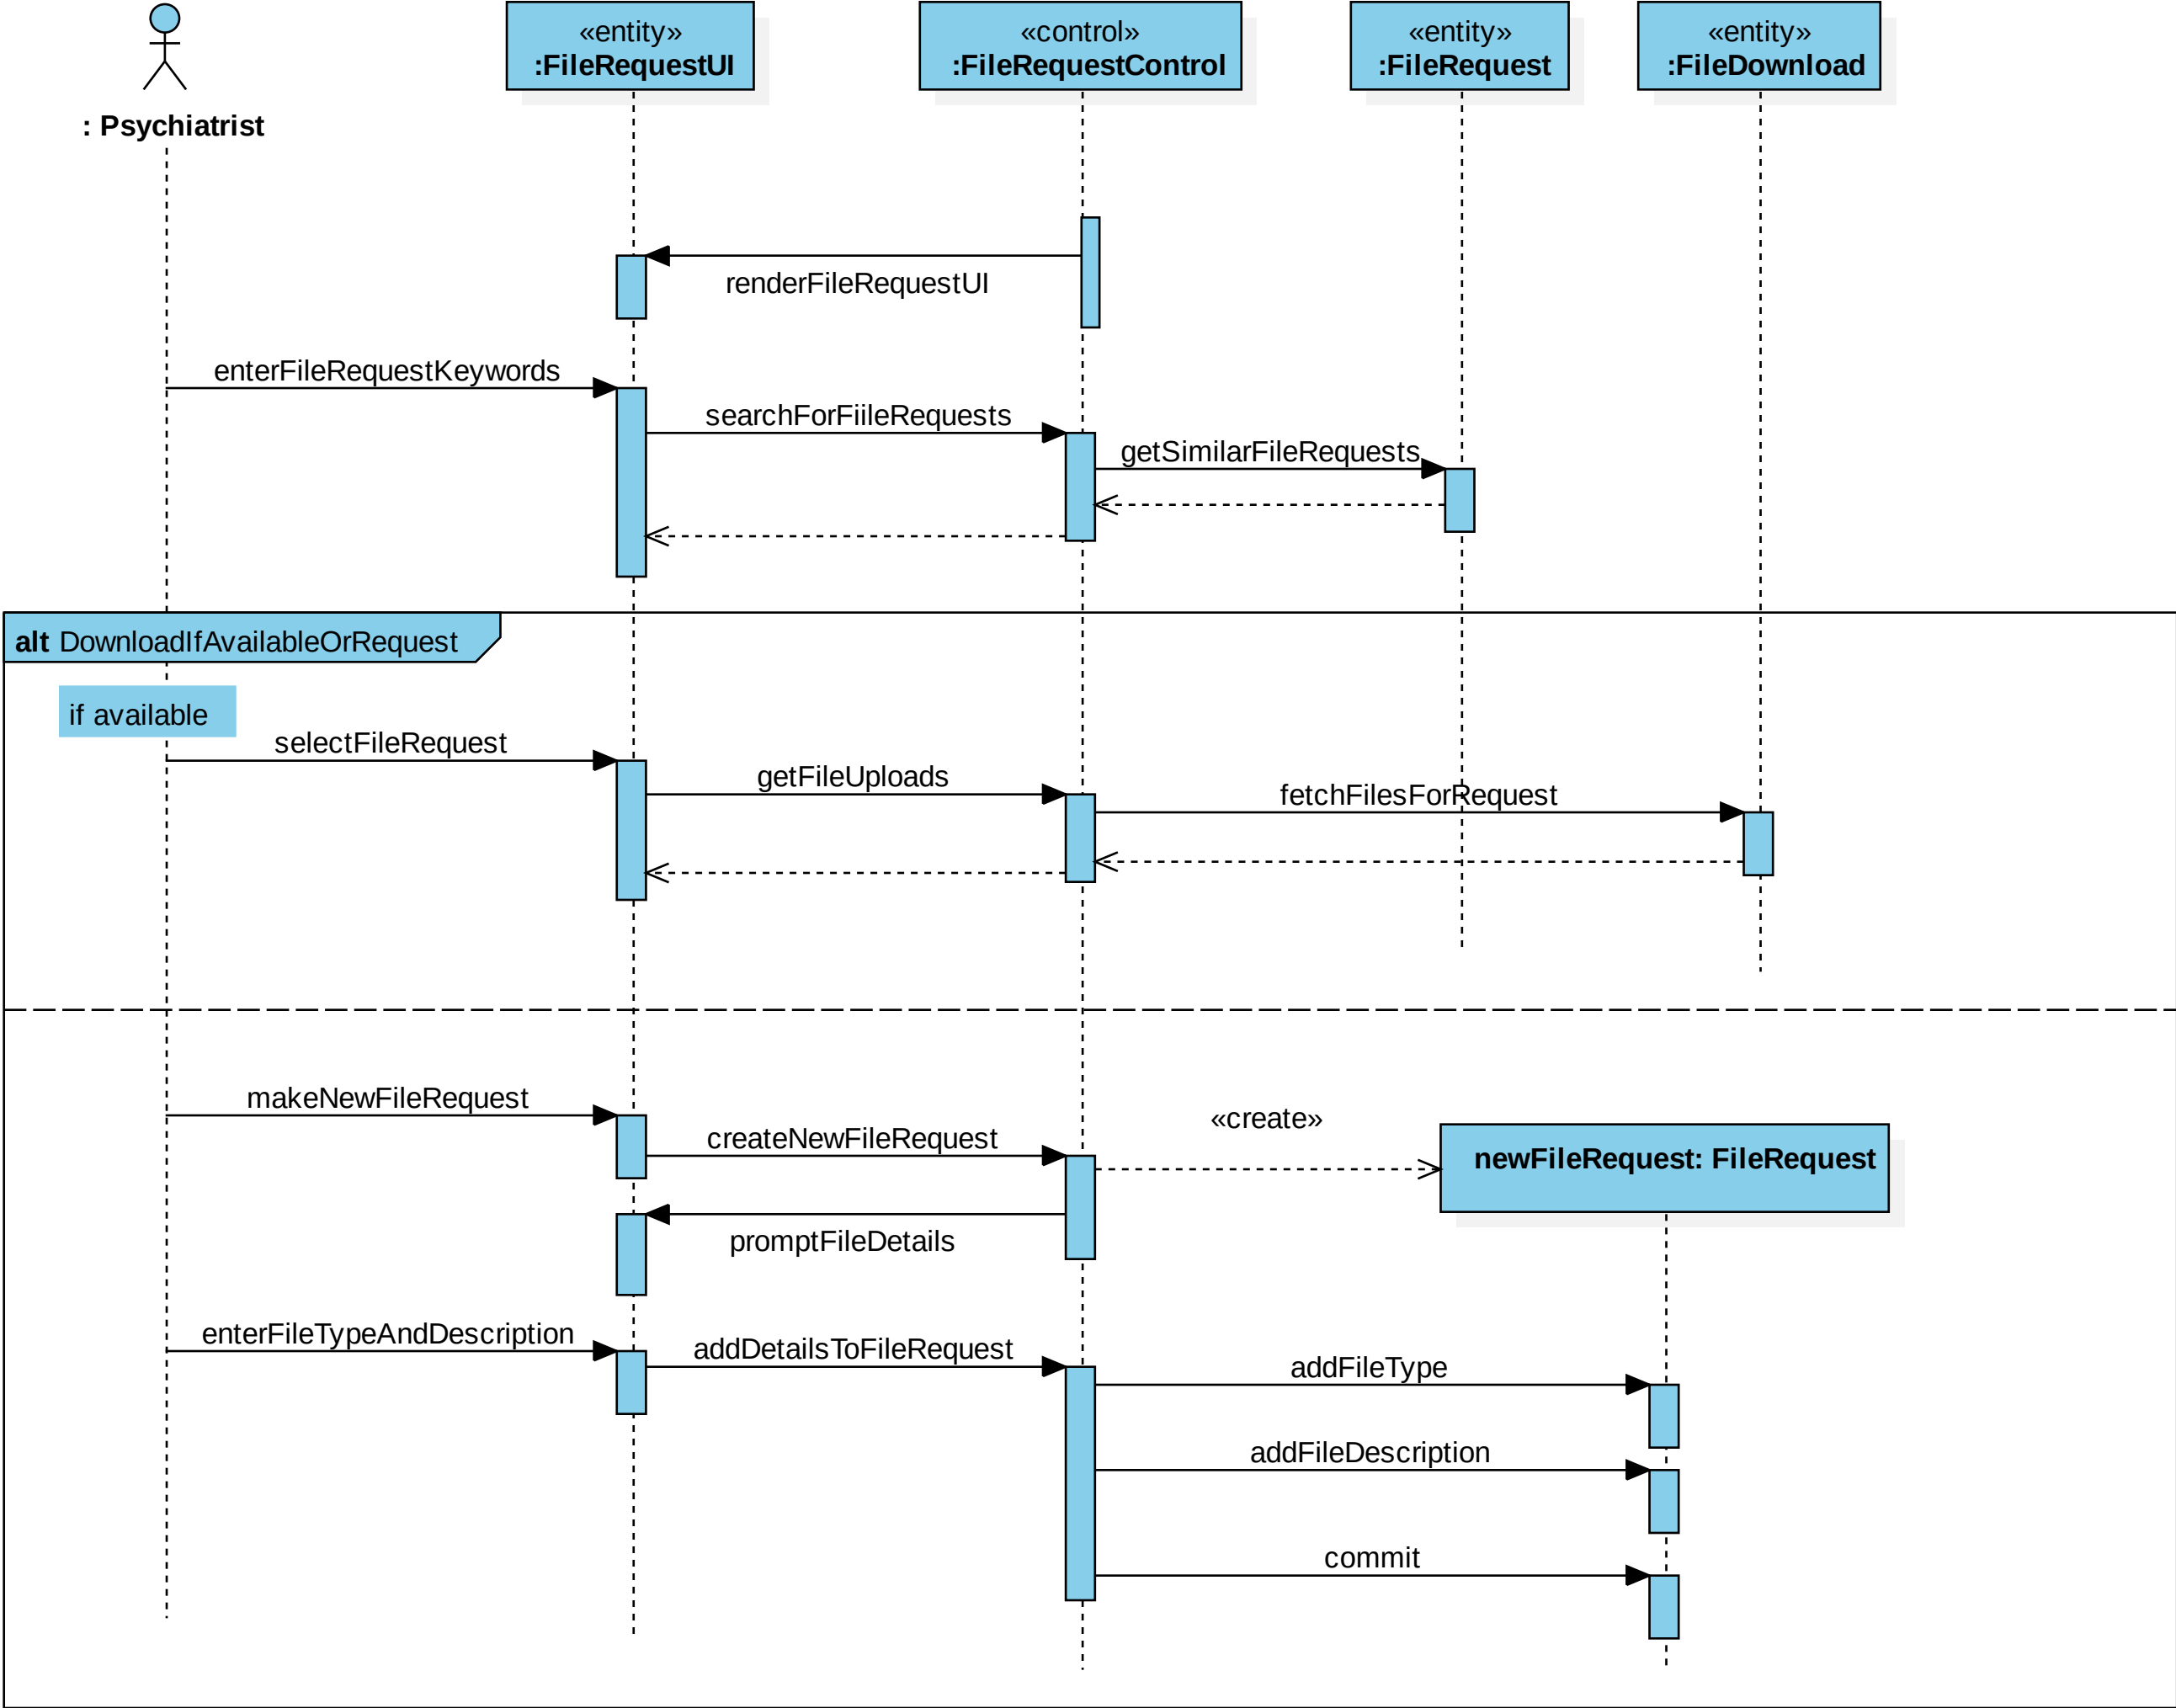 «entity»
:FileRequestUI
«control»
:FileRequestControl
«entity»
:FileRequest
«entity»
:FileDownload
: Psychiatrist
renderFileRequestUI
enterFileRequestKeywords
searchForFiileRequests
getSimilarFileRequests
alt DownloadIfAvailableOrRequest
if available
selectFileRequest
getFileUploads
fetchFilesForRequest
makeNewFileRequest
«create»
createNewFileRequest
newFileRequest: FileRequest
promptFileDetails
enterFileTypeAndDescription
addDetailsToFileRequest
addFileType
addFileDescription
commit